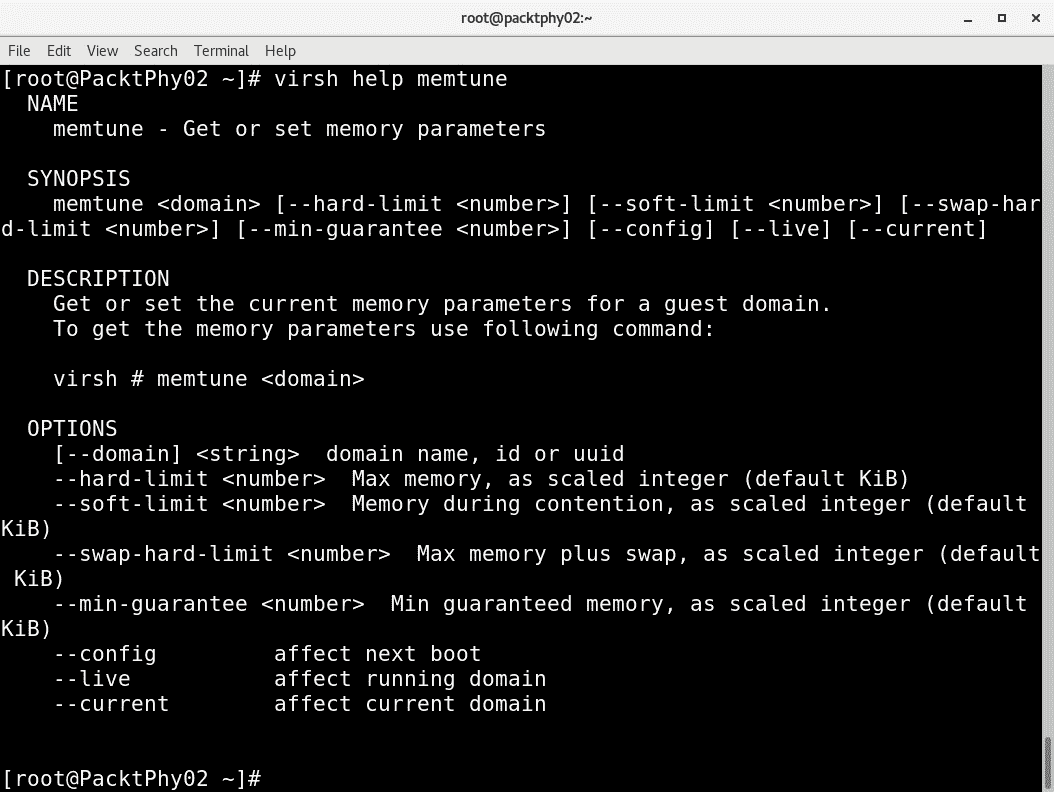 root@packtphy02:~
File Edit View Search Terminal Help
[root@PacktPhy02 ~]# virsh help memtune
  NAME
    memtune - Get or set memory parameters

  SYNOPSIS
    memtune <domain> [--hard-limit <number>] [--soft-limit <number>] [--swap-har
d-limit <number>] [--min-guarantee <number>] [--config] [--live] [--current]

  DESCRIPTION
    Get or set the current memory parameters for a guest domain.
    To get the memory parameters use following command:

    virsh # memtune <domain>

  OPTIONS
    [--domain] <string>  domain name, id or uuid
    --hard-limit <number>  Max memory, as scaled integer (default KiB)
    --soft-limit <number>  Memory during contention, as scaled integer (default
KiB)
    --swap-hard-limit <number>  Max memory plus swap, as scaled integer (default
 KiB)
    --min-guarantee <number>  Min guaranteed memory, as scaled integer (default
KiB)
    --config         affect next boot
    --live           affect running domain
    --current        affect current domain


[root@PacktPhy02 ~]#